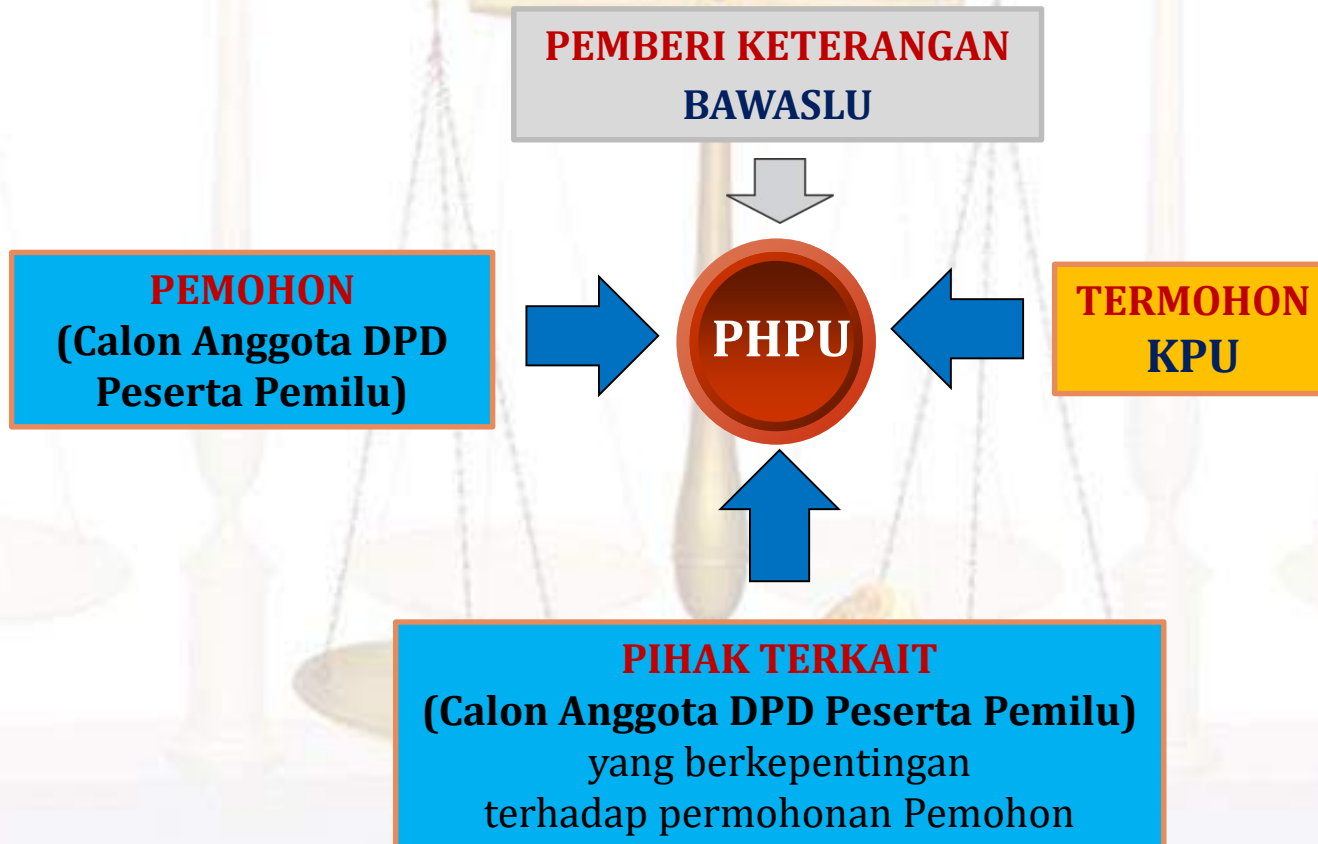 PEMBERI KETERANGAN
BAWASLU
PEMOHON
(Calon Anggota DPD
Peserta Pemilu)
PHPU
TERMOHON
KPU
PIHAK TERKAIT
(Calon Anggota DPD Peserta Pemilu)
yang berkepentingan
terhadap permohonan Pemohon